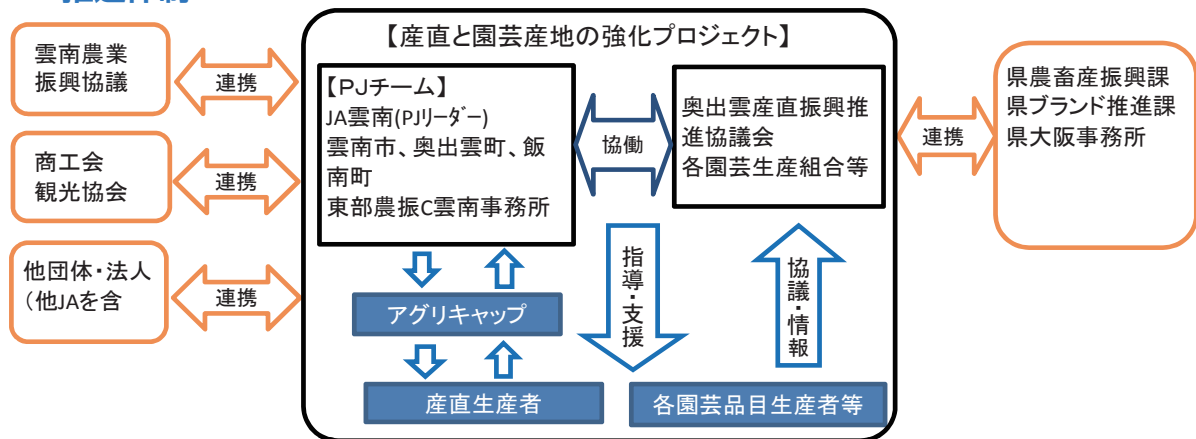 推進体制
【産直と園芸産地の強化プロジェクト】
雲南農業
振興協議
連携
商工会
観光協会
連携
他団体・法人
（他JAを含
連携
【ＰＪチーム】
JA雲南(PJﾘｰﾀﾞｰ)
雲南市、奥出雲町、飯
南町
東部農振C雲南事務所
協働
奥出雲産直振興推
進協議会
各園芸生産組合等
連携
県農畜産振興課
県ブランド推進課
県大阪事務所
アグリキャップ
産直生産者
指導・支援
協議・情報
各園芸品目生産者等